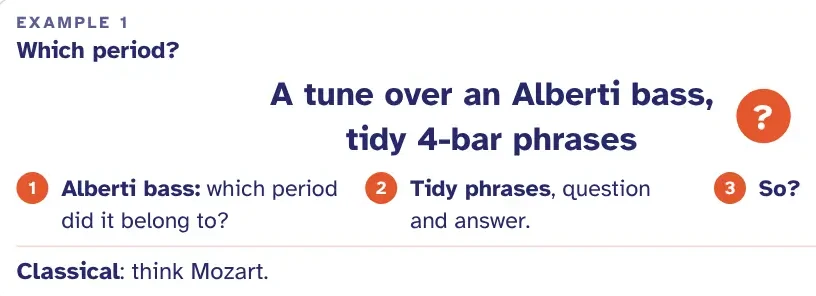 EXAMPLE 1
Which period?
A tune over an Alberti bass,
tidy 4-bar phrases
?
1 Alberti bass: which period
did it belong to?
2 Tidy phrases, question
and answer.
3 So?
Classical: think Mozart.